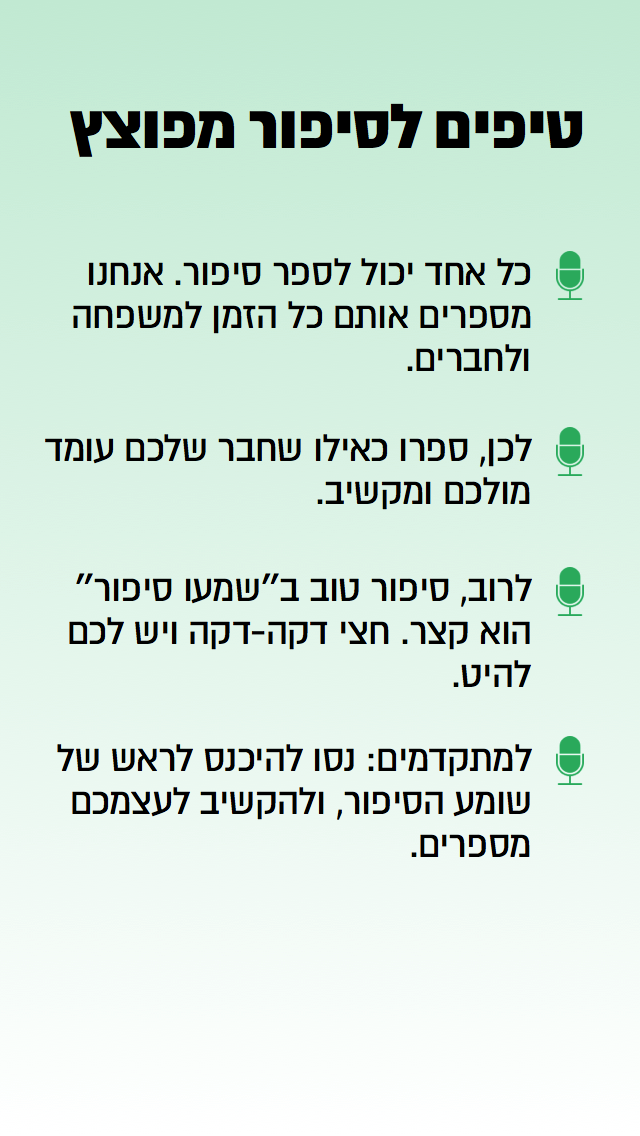 טיפים לסיפור מפוצץ
כל אחד יכול לספר סיפור. אנחנו
מספרים אותם כל הזמן למשפחה
ולחברים.
לכן, ספרו כאילו שחבר שלכם עומד
מולכם ומקשיב.
לרוב, סיפור טוב ב״שמעו סיפור״
הוא קצר. חצי דקה-דקה ויש לכם
להיט.
למתקדמים: נסו להיכנס לראש של
שומע הסיפור, ולהקשיב לעצמכם
מספרים.